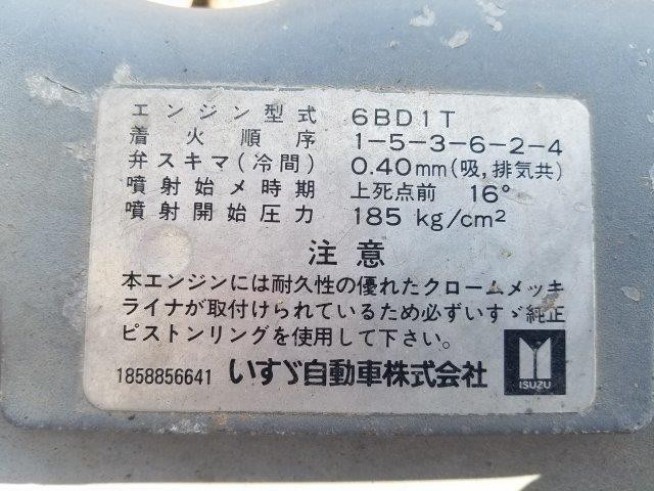 エンジン型式 6BD1T
着火順序 1-5-3-6-2-4
弁スキマ(冷間) 0.40mm(吸,排気共)
噴射始メ時期 上死点前 16°
噴射開始圧力 185 kg/cm²
注意
本エンジンには耐久性の優れたクロームメッキ
ライナが取付けられているため必ずいすゞ純正
ピストンリングを使用して下さい。
1858856641 いすゞ自動車株式会社
ISUZU